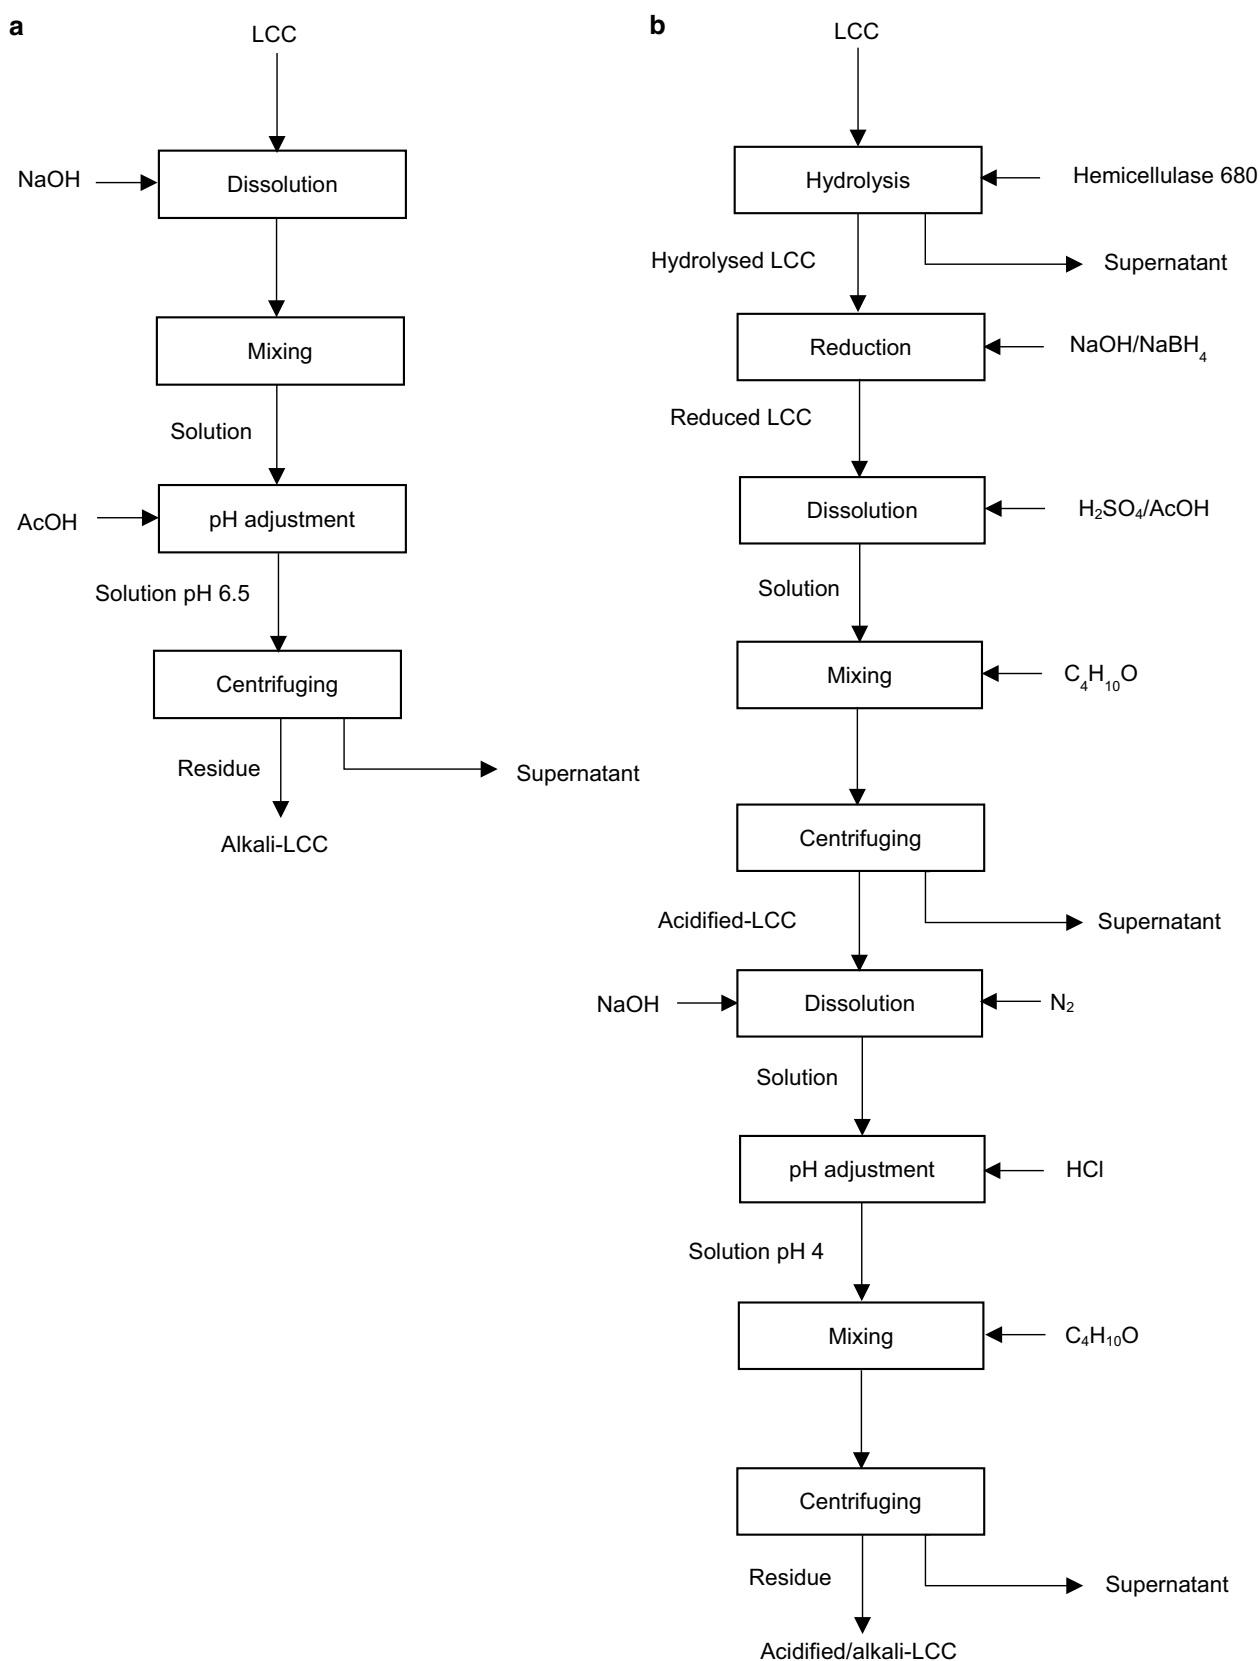 a
LCC
NaOH
Dissolution
Mixing
Solution
AcOH
pH adjustment
Solution pH 6.5
Centrifuging
Residue
Supernatant
Alkali-LCC
b
LCC
Hydrolysis
Hemicellulase 680
Hydrolysed LCC
Supernatant
Reduction
NaOH/NaBH₄
Reduced LCC
Dissolution
H₂SO₄/AcOH
Solution
Mixing
C₄H₁₀O
Centrifuging
Acidified-LCC
Supernatant
NaOH
Dissolution
N₂
Solution
pH adjustment
HCl
Solution pH 4
Mixing
C₄H₁₀O
Centrifuging
Residue
Supernatant
Acidified/alkali-LCC